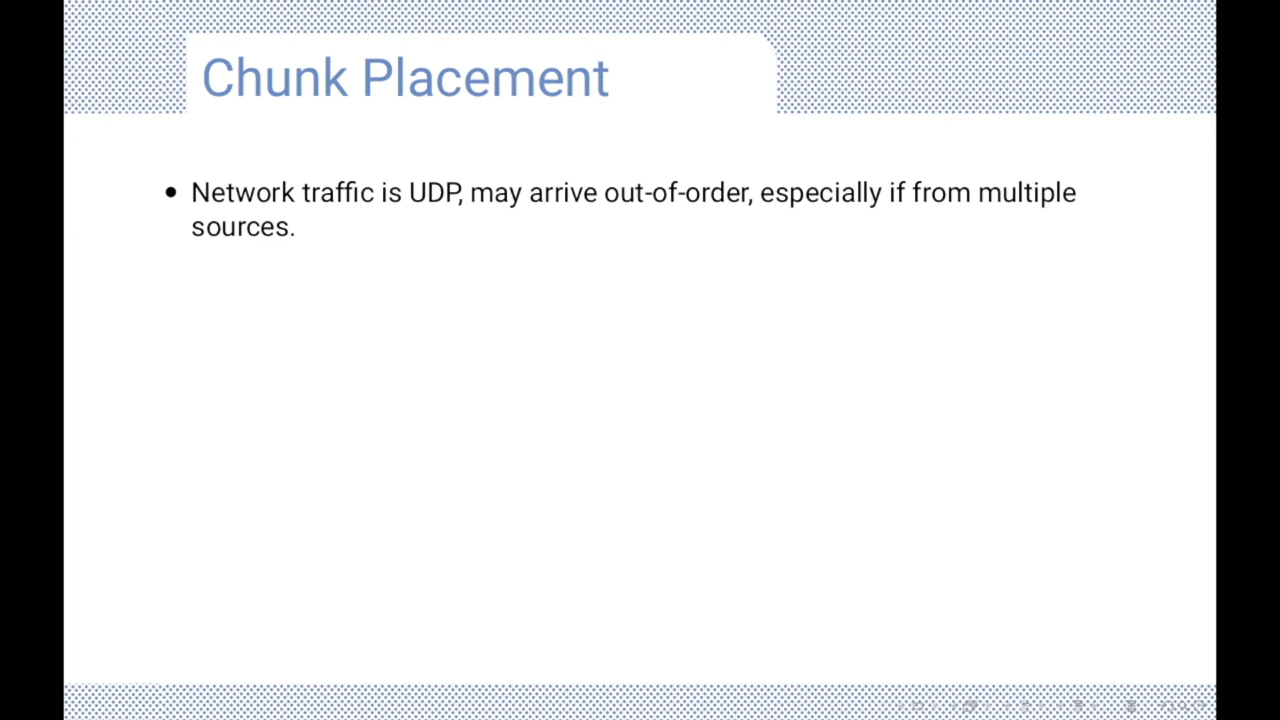 Chunk Placement
• Network traffic is UDP, may arrive out-of-order, especially if from multiple
sources.